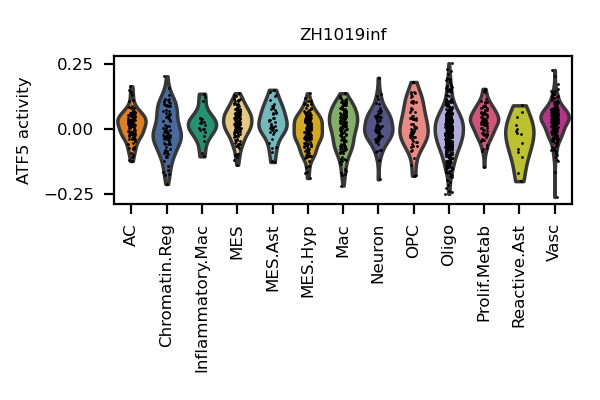 ZH1019inf
ATF5 activity
0.25
0.00
−0.25
AC
Chromatin.Reg
Inflammatory.Mac
MES
MES.Ast
MES.Hyp
Mac
Neuron
OPC
Oligo
Prolif.Metab
Reactive.Ast
Vasc